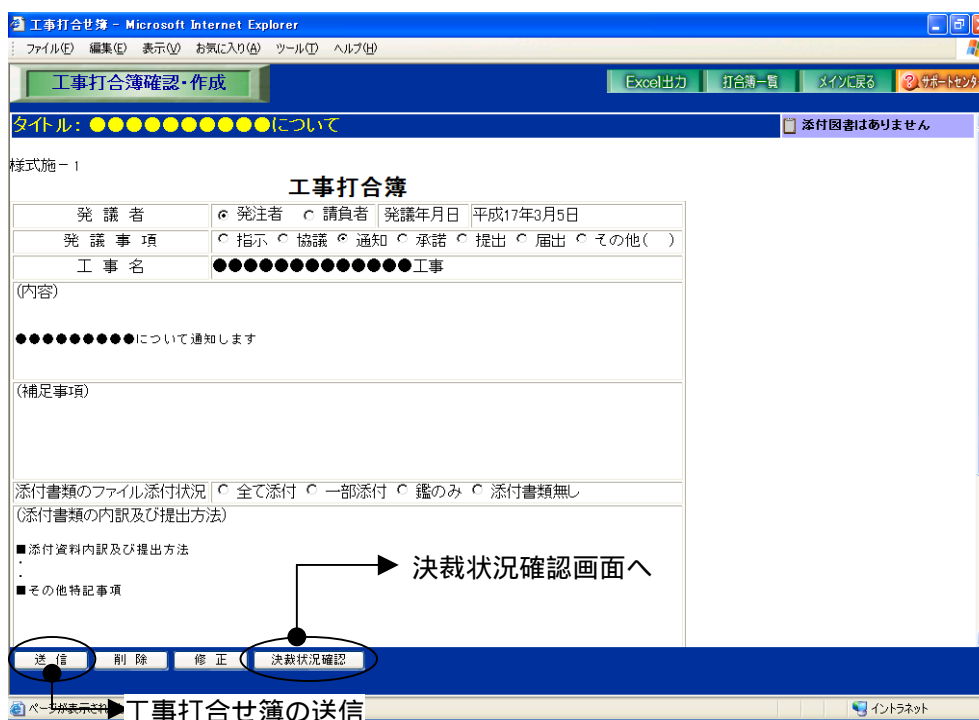 工事打合せ簿 - Microsoft Internet Explorer
ファイル(F) 編集(E) 表示(V) お気に入り(A) ツール(T) ヘルプ(H)
工事打合簿確認・作成
Excel出力 打合簿一覧 メインに戻る サポートセンタ
タイトル: ●●●●●●●●●●について
添付図書はありません
様式施-1
工事打合簿
発 議 者 発注者 請負者 発議年月日 平成17年3月5日
発 議 事 項 指示 協議 通知 承諾 提出 届出 その他( )
工 事 名 ●●●●●●●●●●●●●工事
(内容)
●●●●●●●●●について通知します
(補足事項)
添付書類のファイル添付状況 全て添付 一部添付 鑑のみ 添付書類無し
(添付書類の内訳及び提出方法)
■添付資料内訳及び提出方法
・
・
■その他特記事項
決裁状況確認画面へ
送 信 削 除 修 正 決裁状況確認
ページが表示され
工事打合せ簿の送信
イントラネット